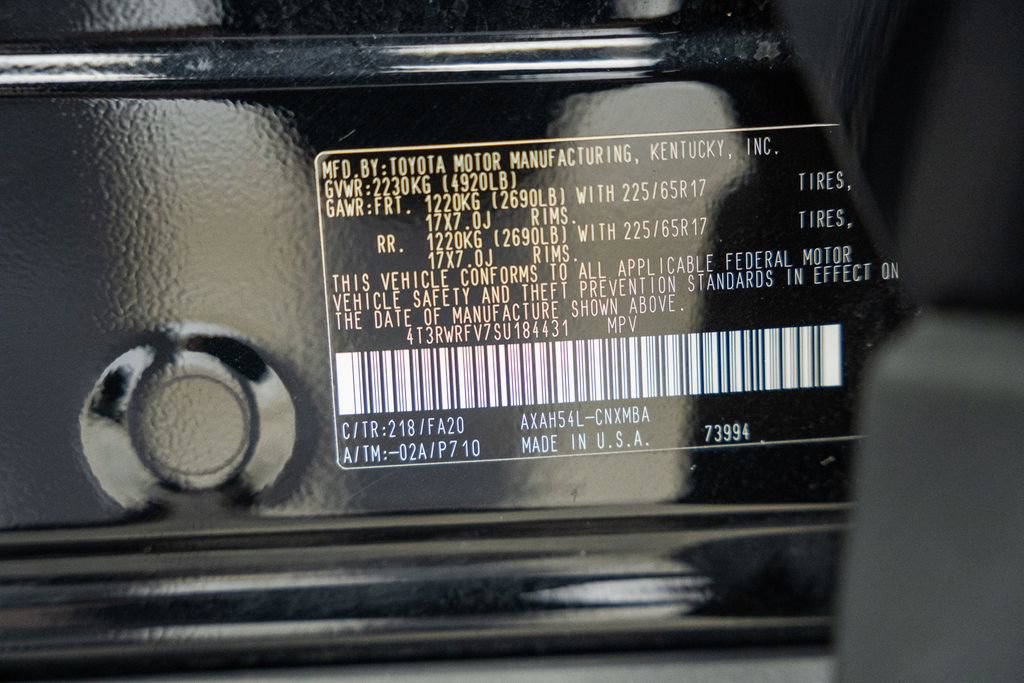 MFD.BY:TOYOTA MOTOR MANUFACTURING, KENTUCKY, INC.
GVWR:2230KG (4920LB)
GAWR:FRT. 1220KG (2690LB) WITH 225/65R17 TIRES,
17X7.0J RIMS.
RR. 1220KG (2690LB) WITH 225/65R17 TIRES,
17X7.0J RIMS.
THIS VEHICLE CONFORMS TO ALL APPLICABLE FEDERAL MOTOR
VEHICLE SAFETY AND THEFT PREVENTION STANDARDS IN EFFECT ON
THE DATE OF MANUFACTURE SHOWN ABOVE.
4T3RWRFV7SU184431 MPV
C/TR:218/FA20 AXAH54L-CNXMBA
A/TM:-02A/P710 MADE IN U.S.A. 73994